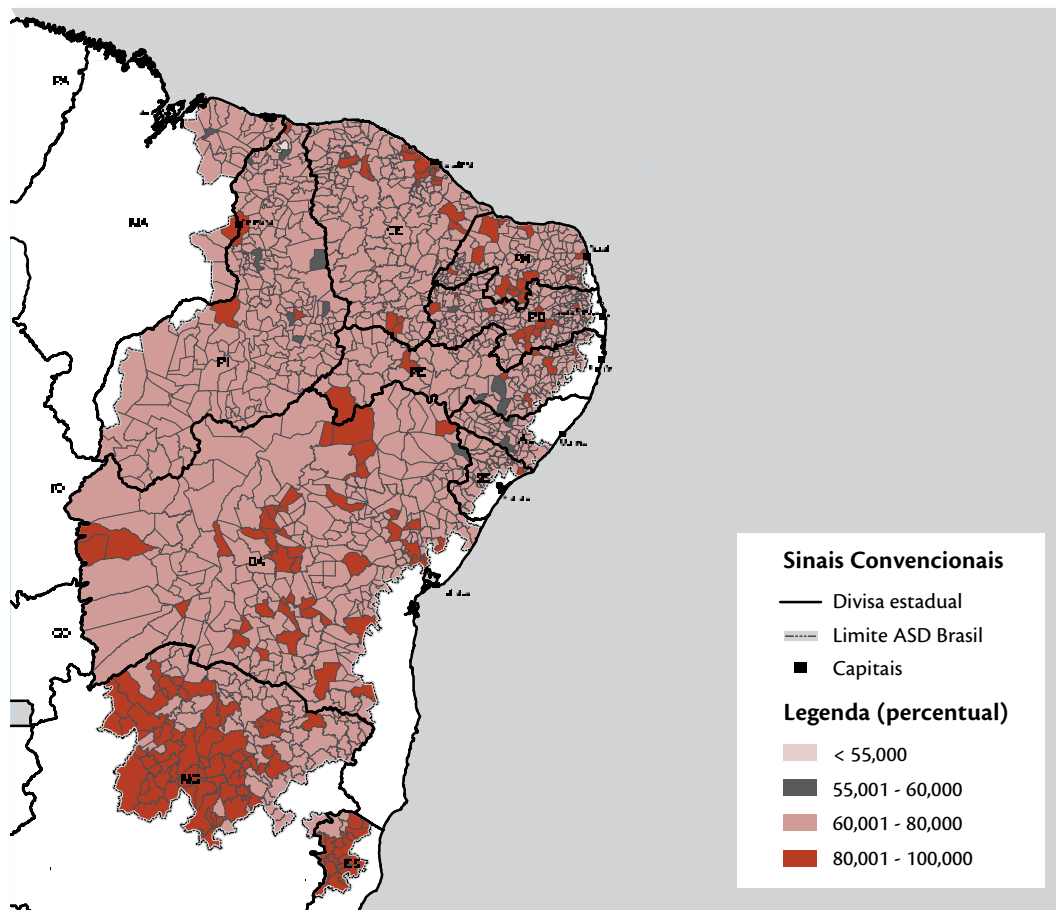 PA
MA
CE
RN
PB
PI
PE
TO
SE
BA
GO
MG
ES
Sinais Convencionais
Divisa estadual
Limite ASD Brasil
Capitais
Legenda (percentual)
< 55,000
55,001 - 60,000
60,001 - 80,000
80,001 - 100,000